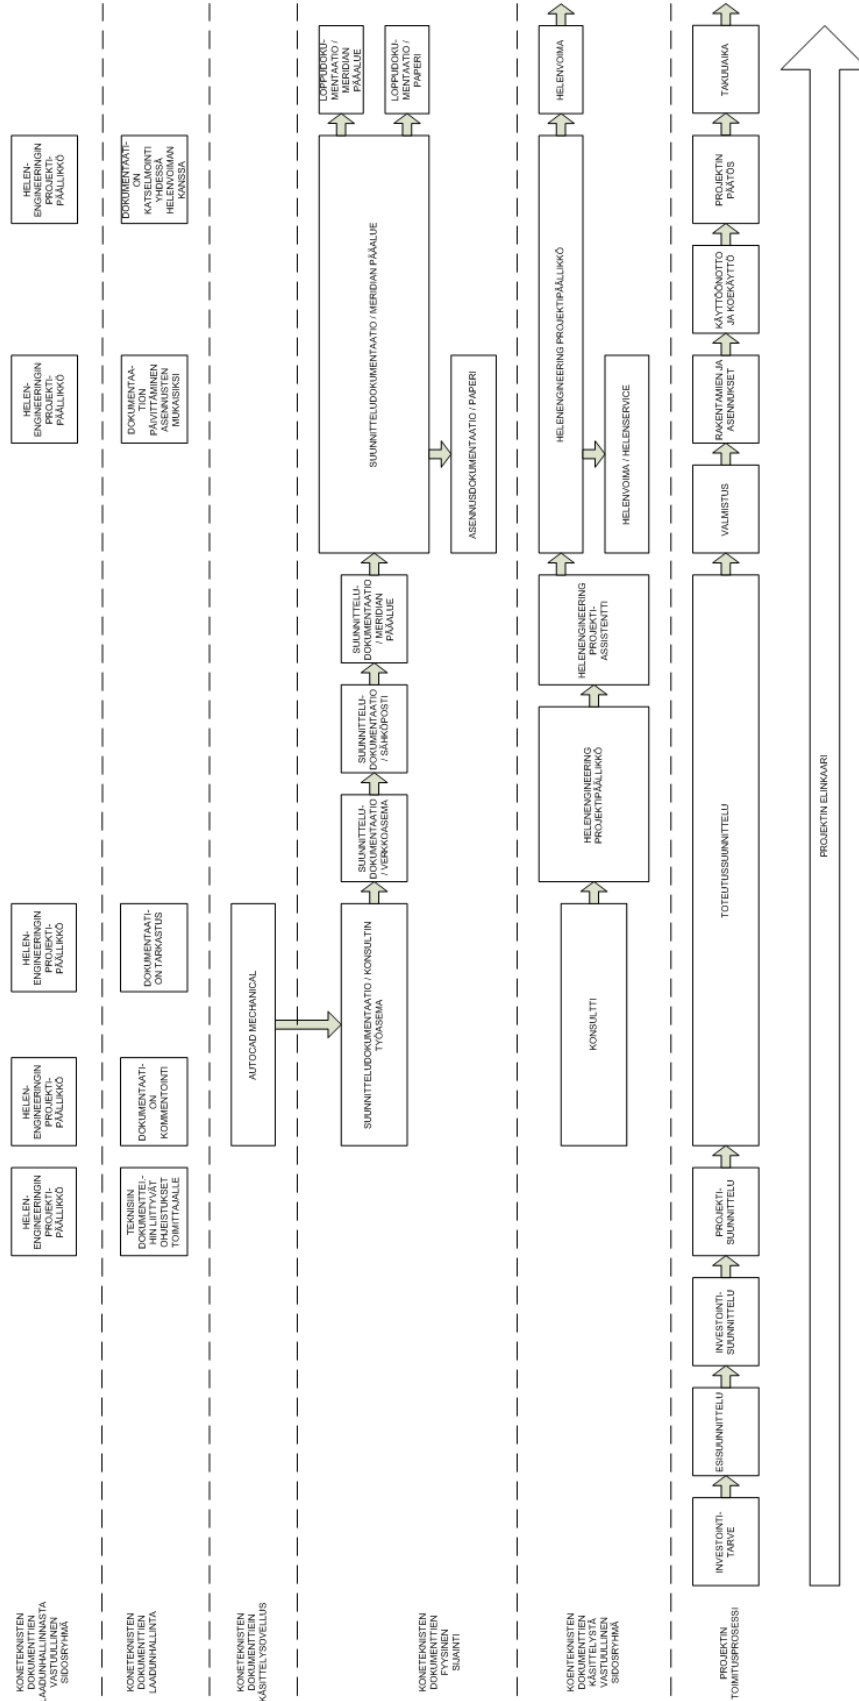 KONETEKNISTEN
DOKUMENTTIEN
LAADUNHALLINNASTA
VASTUULLINEN
SIDOSRYHMÄ
HELEN-
ENGINEERINGIN
PROJEKTI-
PÄÄLLIKKÖ
HELEN-
ENGINEERINGIN
PROJEKTI-
PÄÄLLIKKÖ
HELEN-
ENGINEERINGIN
PROJEKTI-
PÄÄLLIKKÖ
HELEN-
ENGINEERINGIN
PROJEKTI-
PÄÄLLIKKÖ
HELEN-
ENGINEERINGIN
PROJEKTI-
PÄÄLLIKKÖ
KONETEKNISTEN
DOKUMENTTIEN
LAADUNHALLINTA
TEKNISIIN
DOKUMENTTEI-
HIN LIITTYVÄT
OHJEISTUKSET
TOIMITTAJALLE
DOKUMENTAATI-
ON
KOMMENTOINTI
DOKUMENTAATI-
ON TARKASTUS
DOKUMENTAA-
TION
PÄIVITTÄMINEN
ASENNUSTEN
MUKAISIKSI
DOKUMENTAATI-
ON
KATSELMOINTI
YHDESSÄ
HELENVOIMAN
KANSSA
KONETEKNISTEN
DOKUMENTTIEIN
KÄSITTELYSOVELLUS
AUTOCAD MECHANICAL
KONETEKNISTEN
DOKUMENTTIEN
FYYSINEN
SIJAINTI
SUUNNITTELUDOKUMENTAATIO / KONSULTIN
TYÖASEMA
SUUNNITTELU-
DOKUMENTAATIO
/ VERKKOASEMA
SUUNNITTELU-
DOKUMENTAATIO
/ SÄHKÖPOSTI
SUUNNITTELU-
DOKUMENTAATIO
/ MERIDIAN
PÄÄALUE
SUUNNITTELUDOKUMENTAATIO / MERIDIAN PÄÄALUE
LOPPUDOKU-
MENTAATIO /
MERIDIAN
PÄÄALUE
LOPPUDOKU-
MENTAATIO /
PAPERI
ASENNUSDOKUMENTAATIO / PAPERI
KOENTEKNISTEN
DOKUMENTTIEN
KÄSITTELYSTÄ
VASTUULLINEN
SIDOSRYHMÄ
KONSULTTI
HELENENGINEERING
PROJEKTIPÄÄLLIKKÖ
HELENENGINEERING
PROJEKTI-
ASSISTENTTI
HELENENGINEERING PROJEKTIPÄÄLLIKKÖ
HELENVOIMA
HELENVOIMA / HELENSERVICE
PROJEKTIN
TOIMITUSPROSESSI
INVESTOINTI-
TARVE
ESISUUNNITTELU
INVESTOINTI-
SUUNNITTELU
PROJEKTI-
SUUNNITTELU
TOTEUTUSSUUNNITTELU
VALMISTUS
RAKENTAMIEN JA
ASENNUKSET
KÄYTTÖÖNOTTO
JA KOEKÄYTTÖ
PROJEKTIN
PÄÄTÖS
TAKUUAIKA
PROJEKTIN ELINKAARI